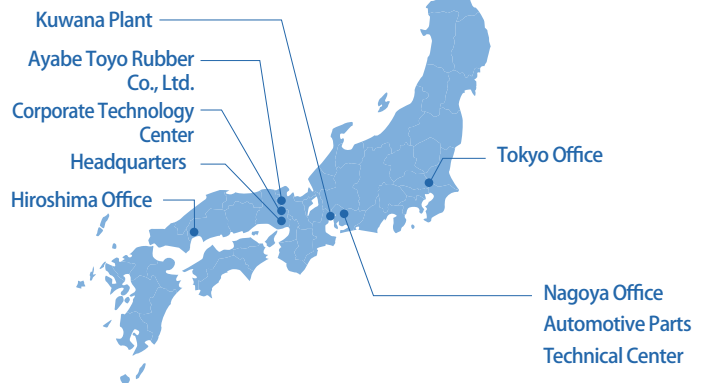 Kuwana Plant
Ayabe Toyo Rubber
Co., Ltd.
Corporate Technology
Center
Headquarters
Hiroshima Office
Tokyo Office
Nagoya Office
Automotive Parts
Technical Center